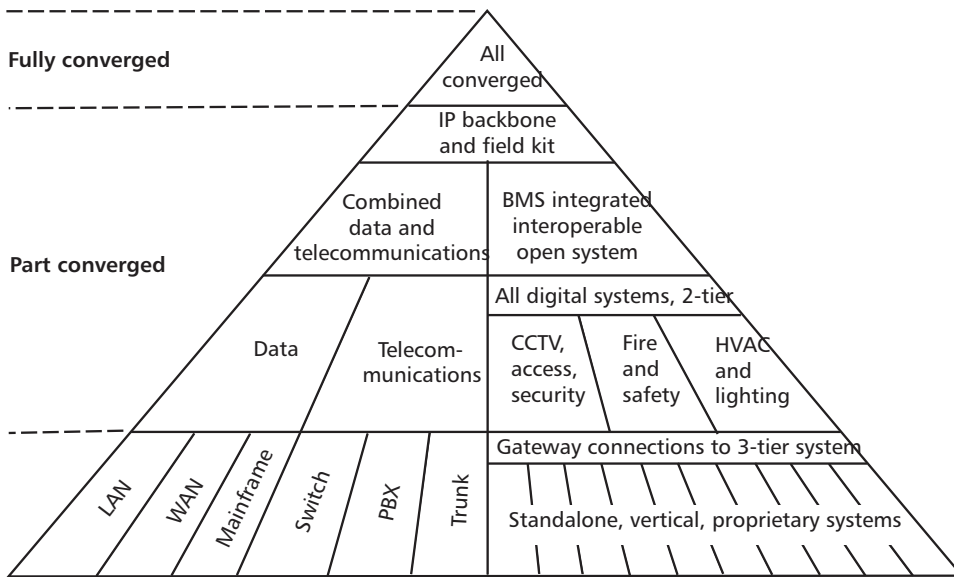 Fully converged
All
converged
IP backbone
and field kit
Part converged
Combined
data and
telecommunications
BMS integrated
interoperable
open system
All digital systems, 2-tier
Data
Telecom-
munications
CCTV,
access,
security
Fire
and
safety
HVAC
and
lighting
LAN
WAN
Mainframe
Switch
PBX
Trunk
Gateway connections to 3-tier system
Standalone, vertical, proprietary systems